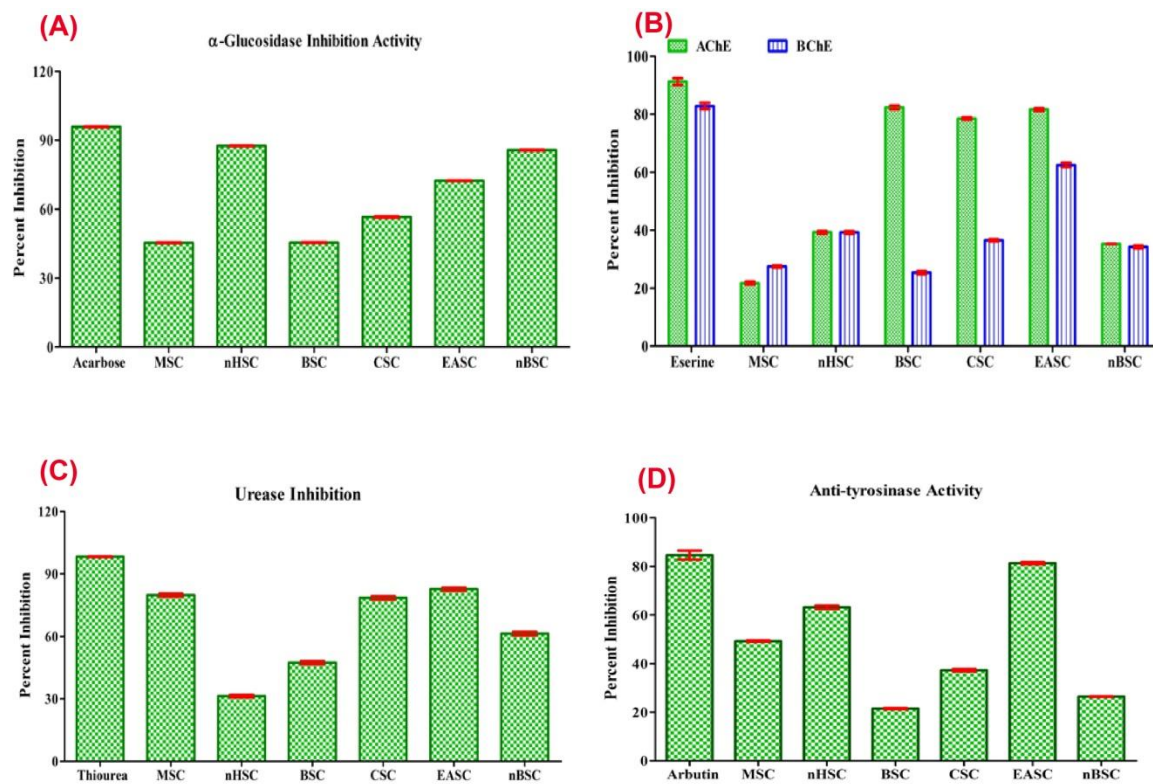 (A)
α-Glucosidase Inhibition Activity
Percent Inhibition
120
90
60
30
0
Acarbose MSC nHSC BSC CSC EASC nBSC
(B)
AChE BChE
Percent Inhibition
100
80
60
40
20
0
Eserine MSC nHSC BSC CSC EASC nBSC
(C)
Urease Inhibition
Percent Inhibition
120
90
60
30
0
Thiourea MSC nHSC BSC CSC EASC nBSC
(D)
Anti-tyrosinase Activity
Percent Inhibition
100
80
60
40
20
0
Arbutin MSC nHSC BSC CSC EASC nBSC